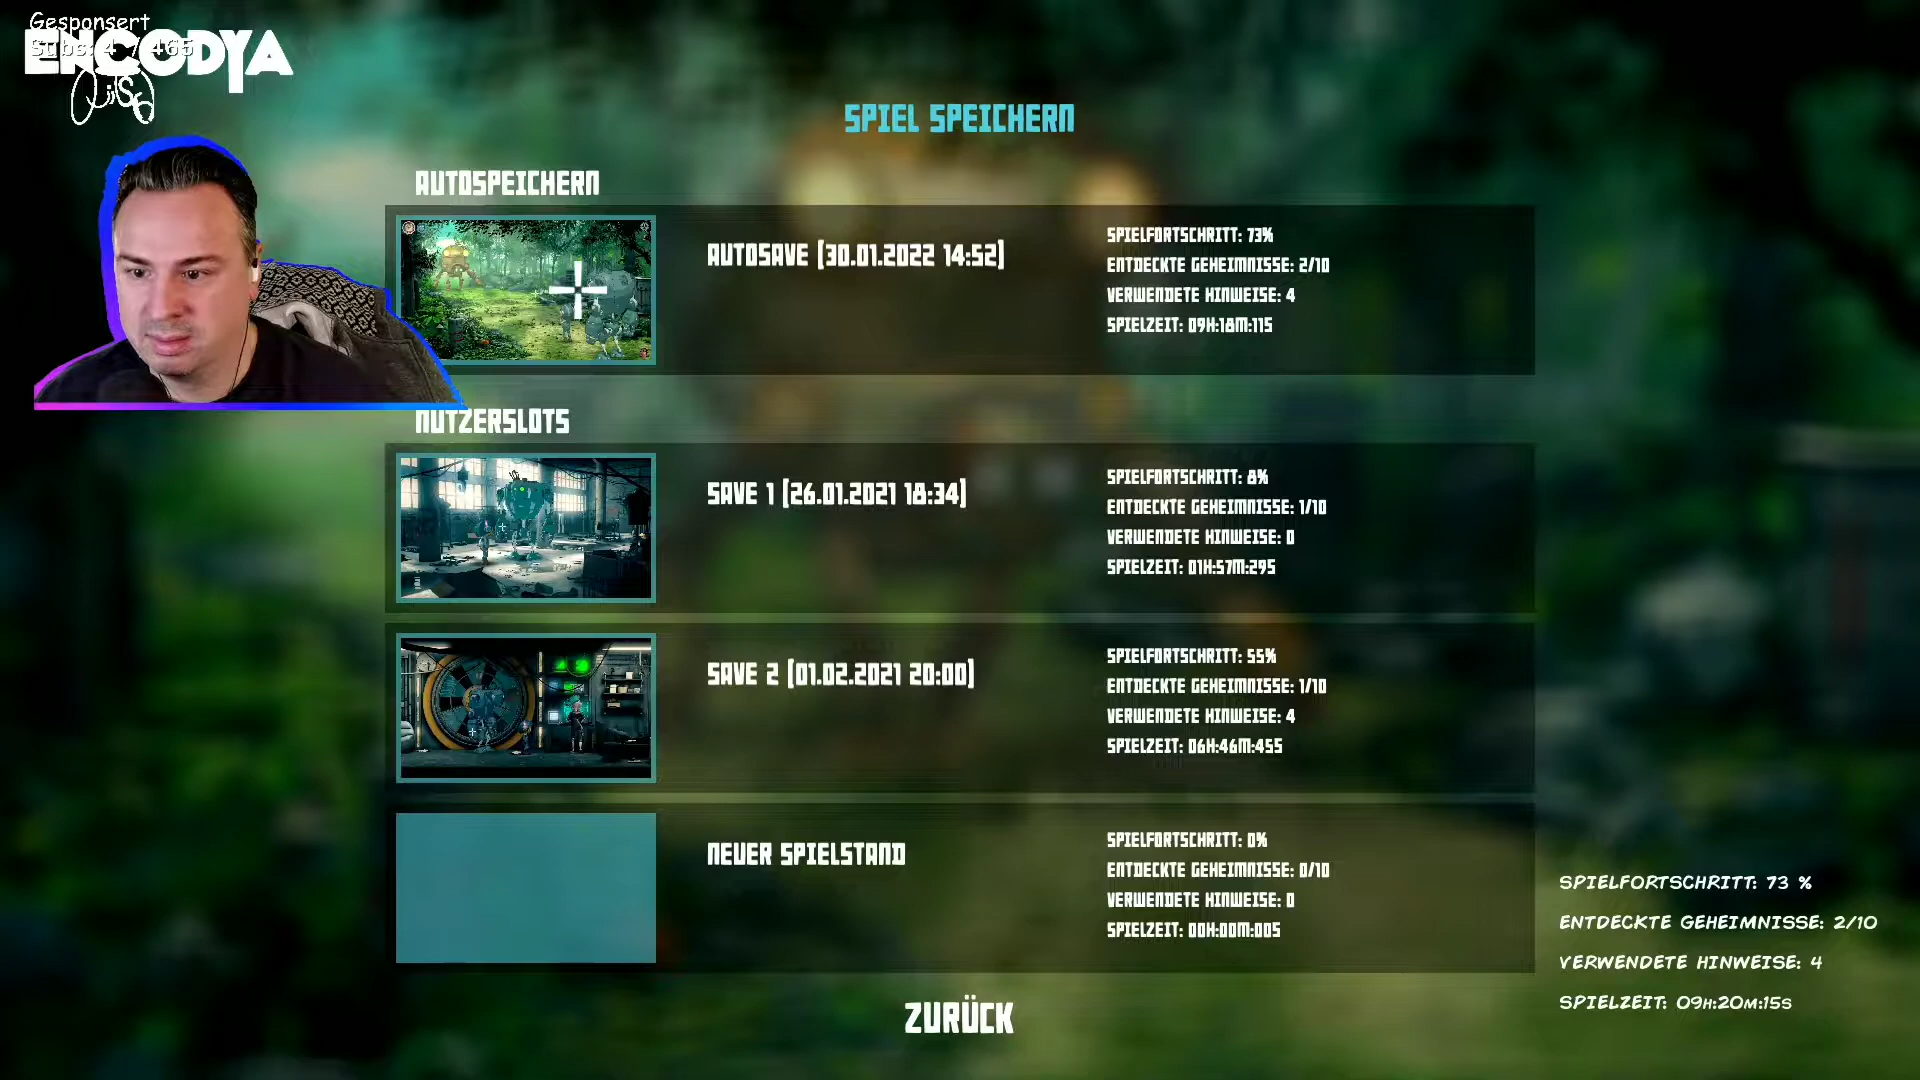 Gesponsert
Subs: 4 / 465
ENCODYA
SPIEL SPEICHERN
AUTOSPEICHERN
AUTOSAVE [30.01.2022 14:52]
SPIELFORTSCHRITT: 73%
ENTDECKTE GEHEIMNISSE: 2/10
VERWENDETE HINWEISE: 4
SPIELZEIT: 09H:18M:11S
NUTZERSLOTS
SAVE 1 [26.01.2021 18:34]
SPIELFORTSCHRITT: 8%
ENTDECKTE GEHEIMNISSE: 1/10
VERWENDETE HINWEISE: 0
SPIELZEIT: 01H:57M:29S
SAVE 2 [01.02.2021 20:00]
SPIELFORTSCHRITT: 55%
ENTDECKTE GEHEIMNISSE: 1/10
VERWENDETE HINWEISE: 4
SPIELZEIT: 06H:46M:45S
NEUER SPIELSTAND
SPIELFORTSCHRITT: 0%
ENTDECKTE GEHEIMNISSE: 0/10
VERWENDETE HINWEISE: 0
SPIELZEIT: 00H:00M:00S
SPIELFORTSCHRITT: 73 %
ENTDECKTE GEHEIMNISSE: 2/10
VERWENDETE HINWEISE: 4
SPIELZEIT: 09H:20M:15S
ZURÜCK